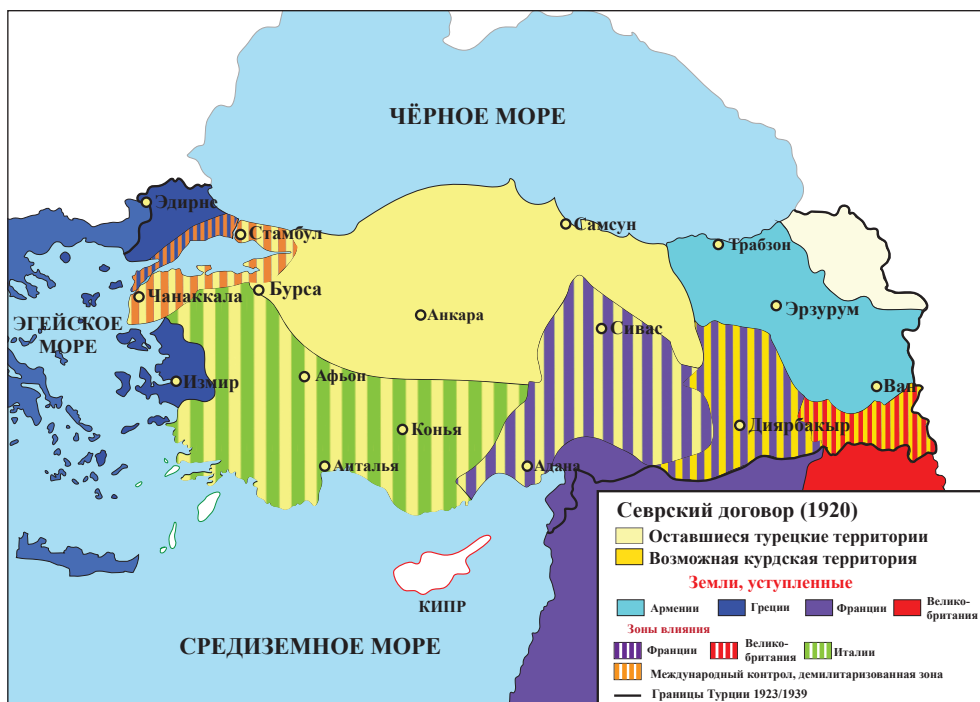 ЧЁРНОЕ МОРЕ
Эдирне
Стамбул
Самсун
Трабзон
Чанаккала
Бурса
Анкара
Эрзурум
ЭГЕЙСКОЕ
МОРЕ
Сивас
Измир
Афьон
Ван
Конья
Диярбакыр
Аиталья
Адана
КИПР
СРЕДИЗЕМНОЕ МОРЕ
Севрский договор (1920)
Оставшиеся турецкие территории
Возможная курдская территория
Земли, уступленные
Армении
Греции
Франции
Велико-
британия
Зоны влияния
Франции
Велико-
британия
Италии
Международный контроль, демилитаризованная зона
Границы Турции 1923/1939